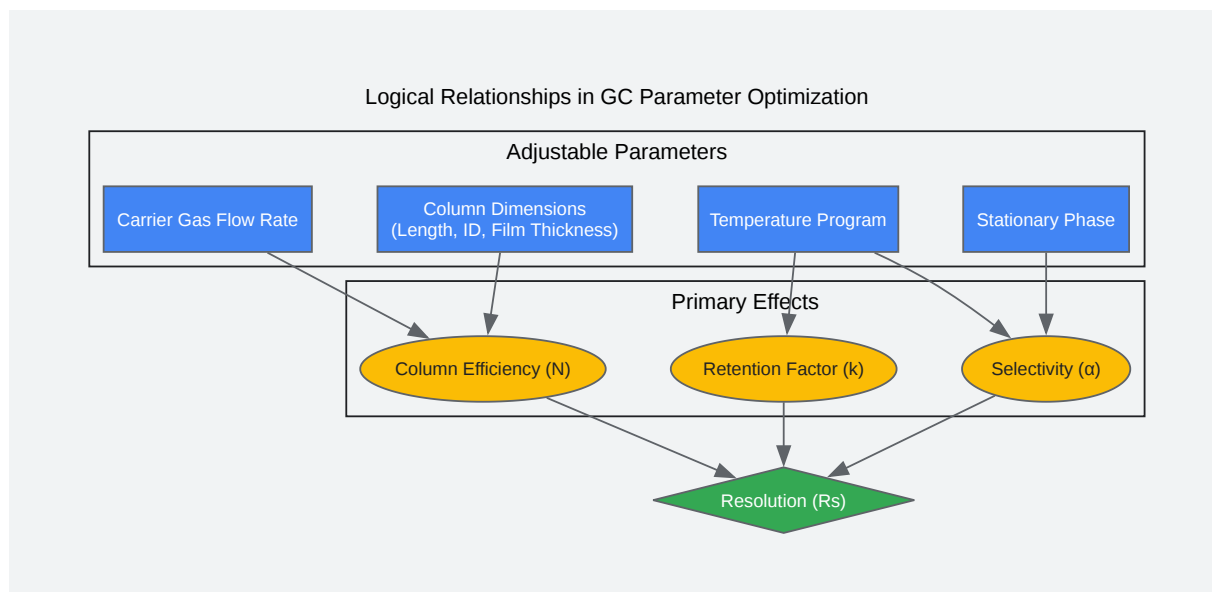 Logical Relationships in GC Parameter Optimization
Adjustable Parameters
Carrier Gas Flow Rate
Column Dimensions
(Length, ID, Film Thickness)
Temperature Program
Stationary Phase
Primary Effects
Column Efficiency (N)
Retention Factor (k)
Selectivity (α)
Resolution (Rs)